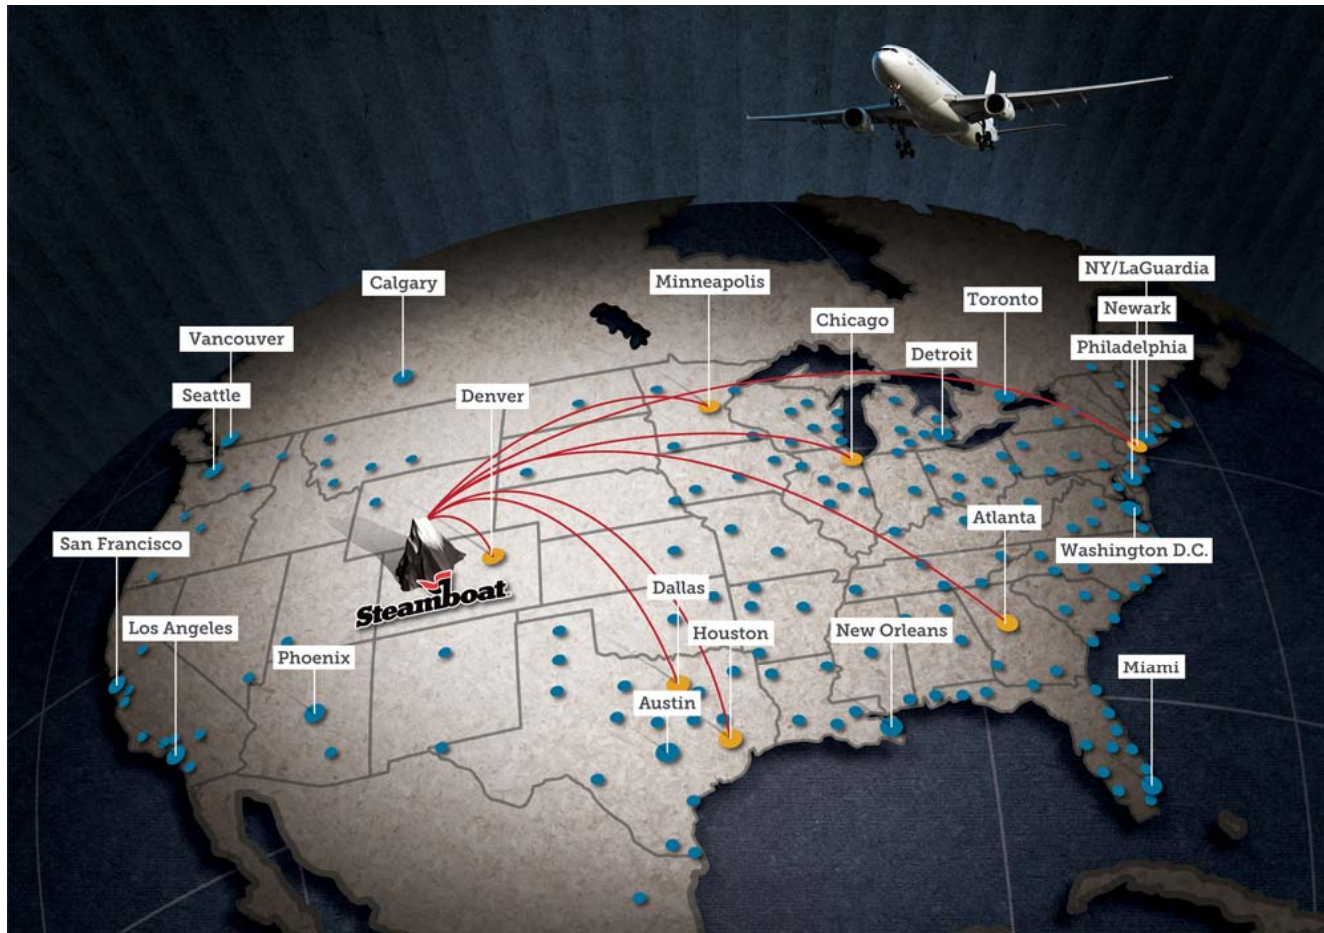 NY/LaGuardia
Calgary
Minneapolis
Toronto
Newark
Chicago
Vancouver
Detroit
Philadelphia
Seattle
Denver
Atlanta
San Francisco
Washington D.C.
Dallas
Steamboat
Los Angeles
Houston
New Orleans
Phoenix
Miami
Austin